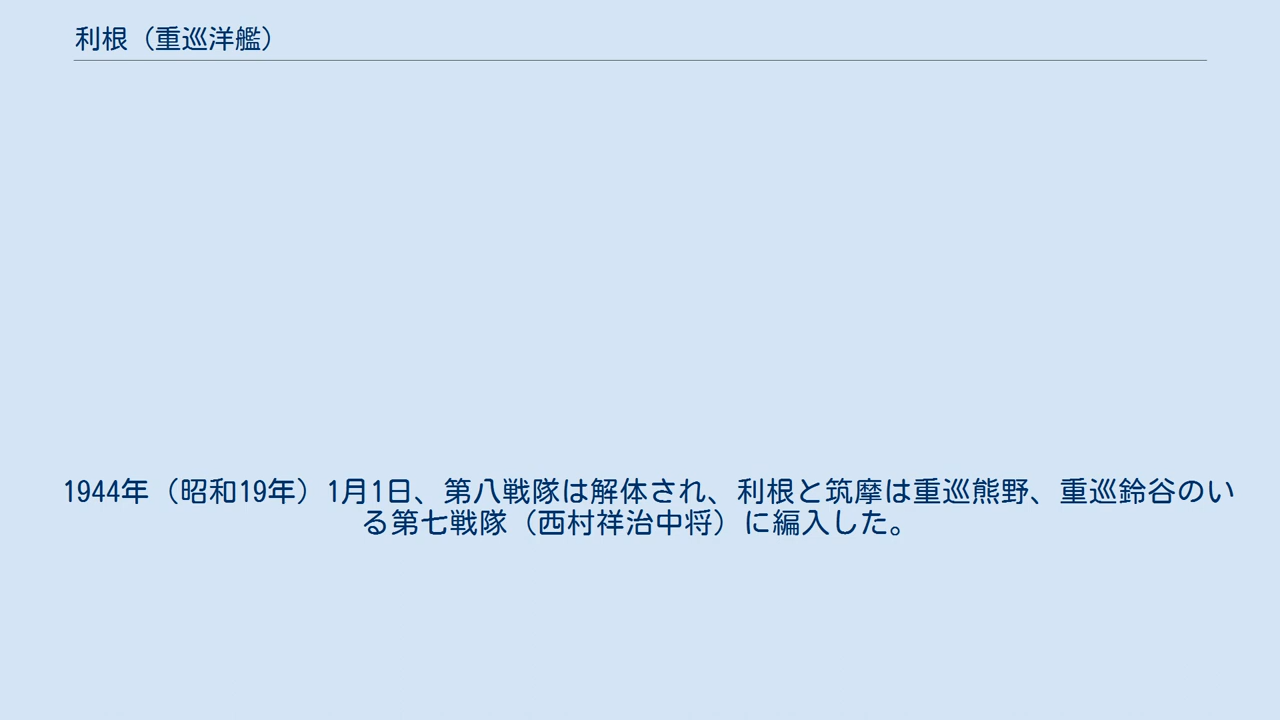 利根（重巡洋艦）
1944年（昭和19年）1月1日、第八戦隊は解体され、利根と筑摩は重巡熊野、重巡鈴谷のい
る第七戦隊（西村祥治中将）に編入した。